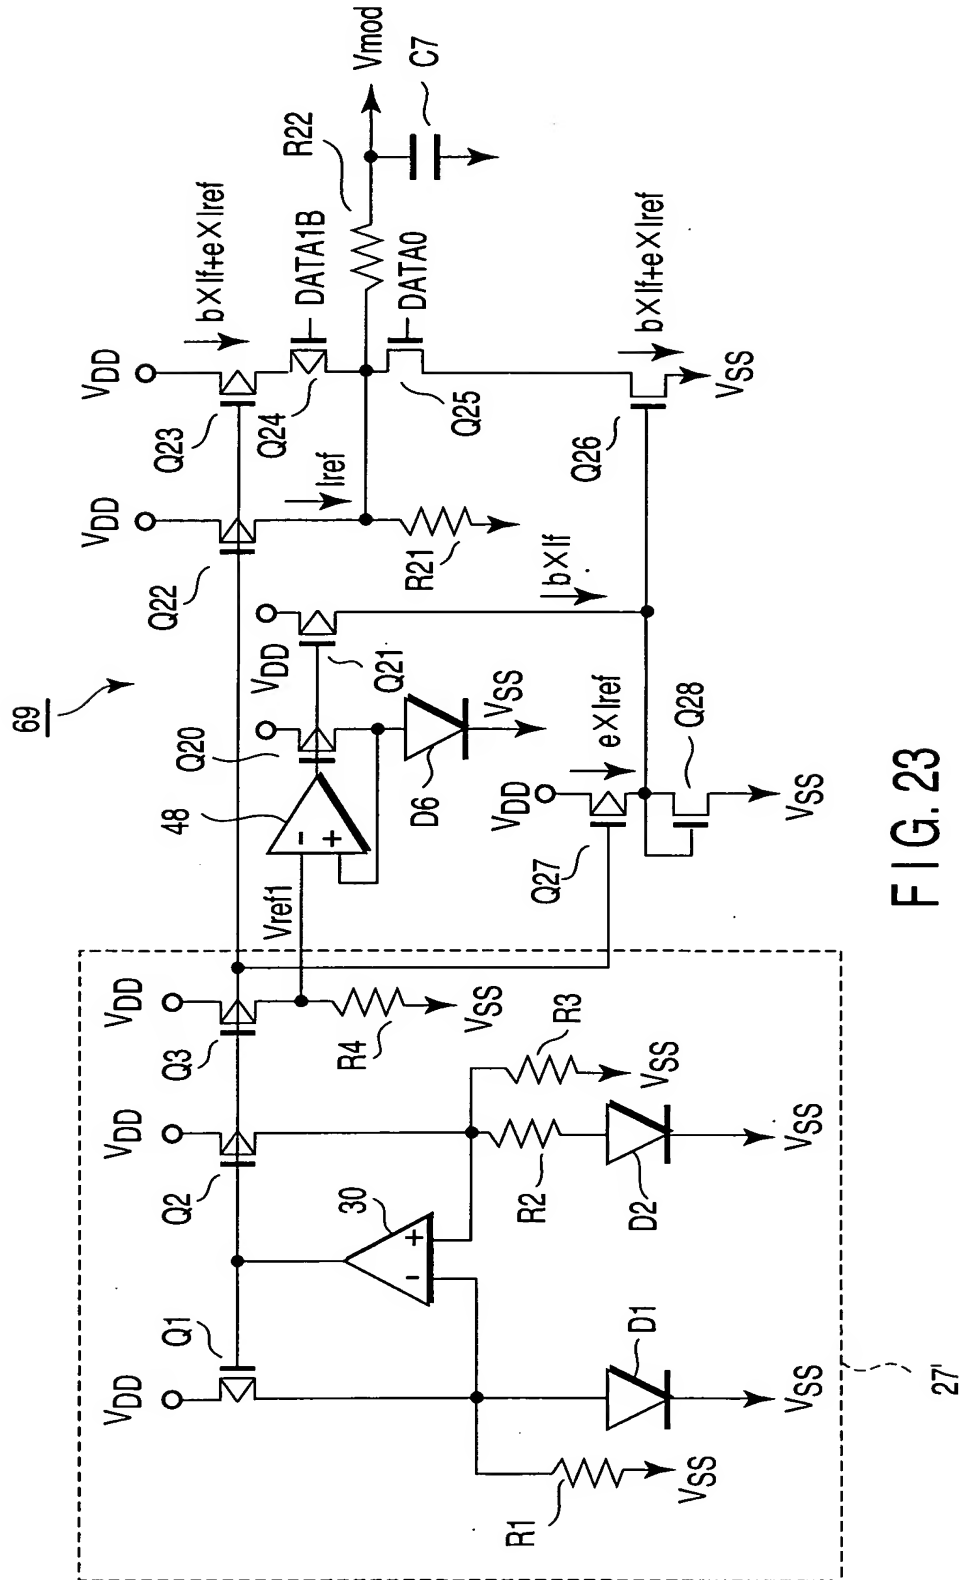 69
VDD
Q1
VDD
Q2
VDD
Q3
VDD
Q22
VDD
Q23
b×If+e×Iref
Q24
DATA1B
R22
Vmod
C7
Iref
R21
Q25
DATA0
30
-
+
R4
VSS
Vref1
48
-
+
Q20
VDD
Q21
b×If
D6
VSS
Q26
b×If+e×Iref
VSS
R1
VSS
D1
VSS
R2
D2
VSS
R3
VSS
VDD
Q27
e×Iref
Q28
VSS
27'
FIG. 23